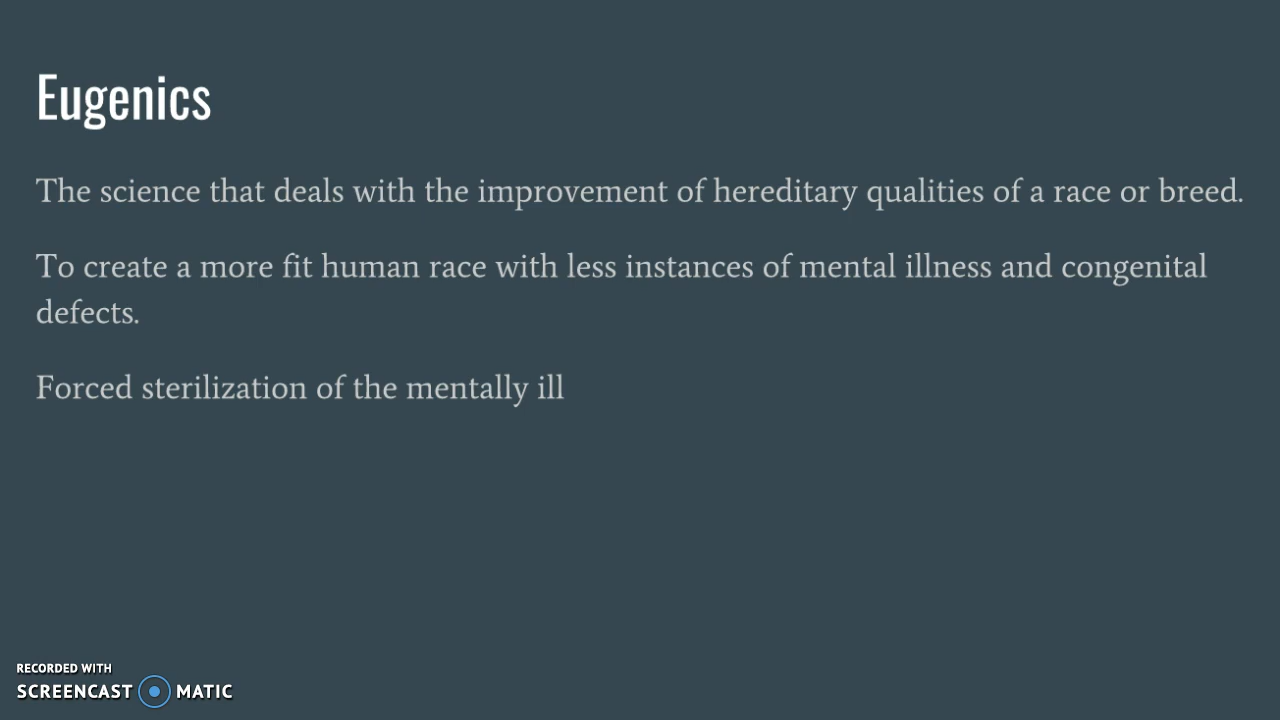 Eugenics
The science that deals with the improvement of hereditary qualities of a race or breed.
To create a more fit human race with less instances of mental illness and congenital
defects.
Forced sterilization of the mentally ill
RECORDED WITH
SCREENCAST MATIC